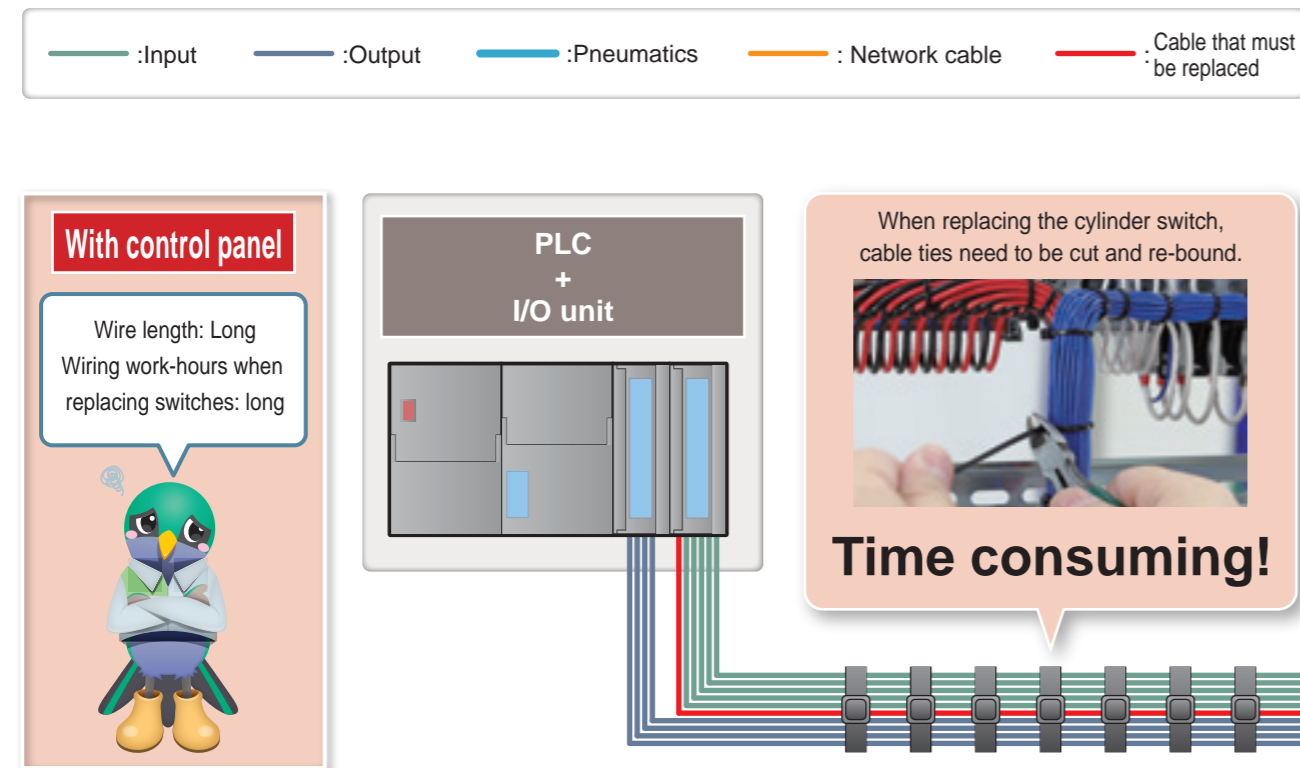 :Input
:Output
:Pneumatics
: Network cable
: Cable that must
be replaced
With control panel
Wire length: Long
Wiring work-hours when
replacing switches: long
PLC
+
I/O unit
When replacing the cylinder switch,
cable ties need to be cut and re-bound.
Time consuming!